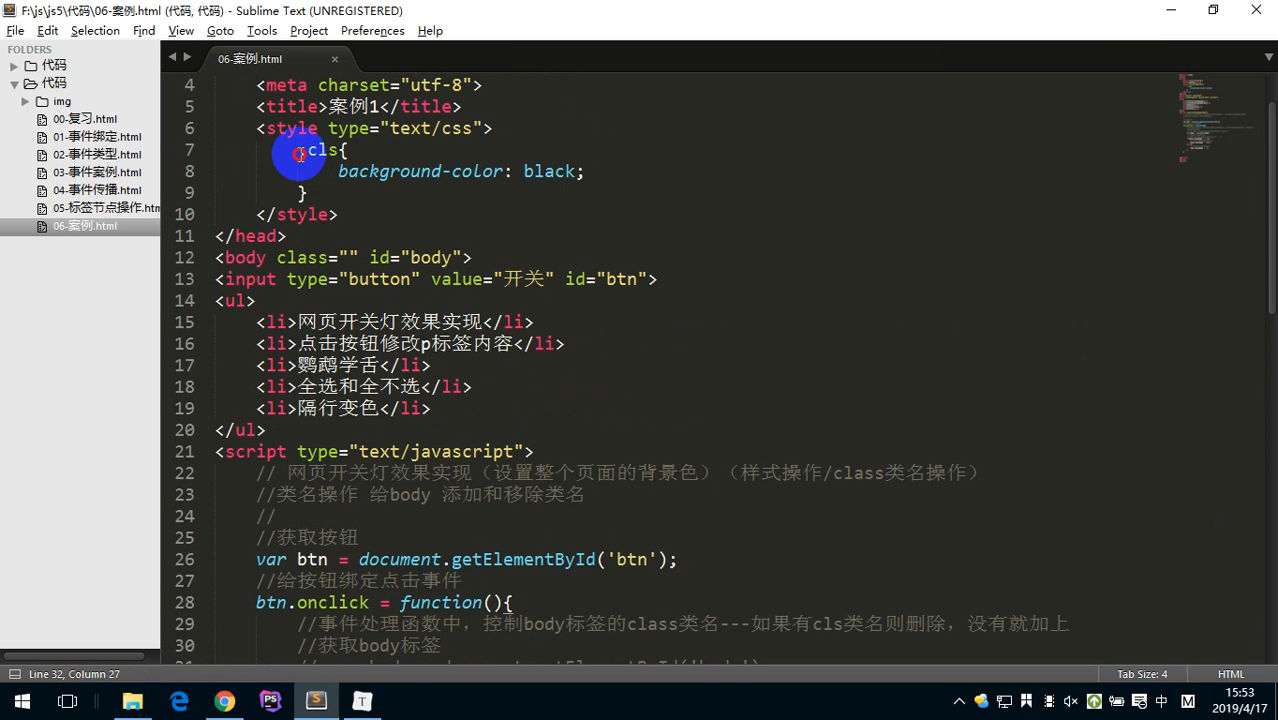 F:\js\js5\代码\06-案例.html (代码, 代码) - Sublime Text (UNREGISTERED)
File Edit Selection Find View Goto Tools Project Preferences Help
FOLDERS
代码
代码
img
00-复习.html
01-事件绑定.html
02-事件类型.html
03-事件案例.html
04-事件传播.html
05-标签节点操作.htm
06-案例.html
06-案例.html
4 <meta charset="utf-8">
5 <title>案例1</title>
6 <style type="text/css">
7 .cls{
8 background-color: black;
9 }
10 </style>
11 </head>
12 <body class="" id="body">
13 <input type="button" value="开关" id="btn">
14 <ul>
15 <li>网页开关灯效果实现</li>
16 <li>点击按钮修改p标签内容</li>
17 <li>鹦鹉学舌</li>
18 <li>全选和全不选</li>
19 <li>隔行变色</li>
20 </ul>
21 <script type="text/javascript">
22 // 网页开关灯效果实现（设置整个页面的背景色）（样式操作/class类名操作）
23 //类名操作 给body 添加和移除类名
24 //
25 //获取按钮
26 var btn = document.getElementById('btn');
27 //给按钮绑定点击事件
28 btn.onclick = function(){
29 //事件处理函数中，控制body标签的class类名---如果有cls类名则删除，没有就加上
30 //获取body标签
Line 32, Column 27 Tab Size: 4 HTML
中 M
15:53
2019/4/17